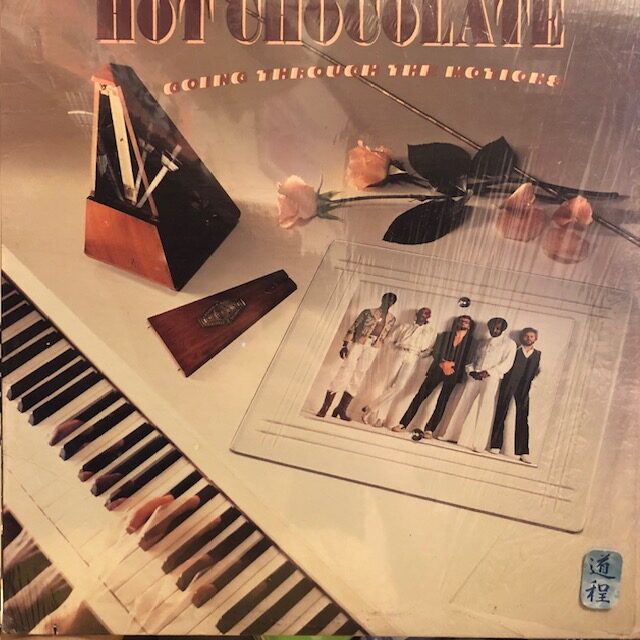 HOT CHOCOLATE
GOING THROUGH THE MOTIONS
道
程